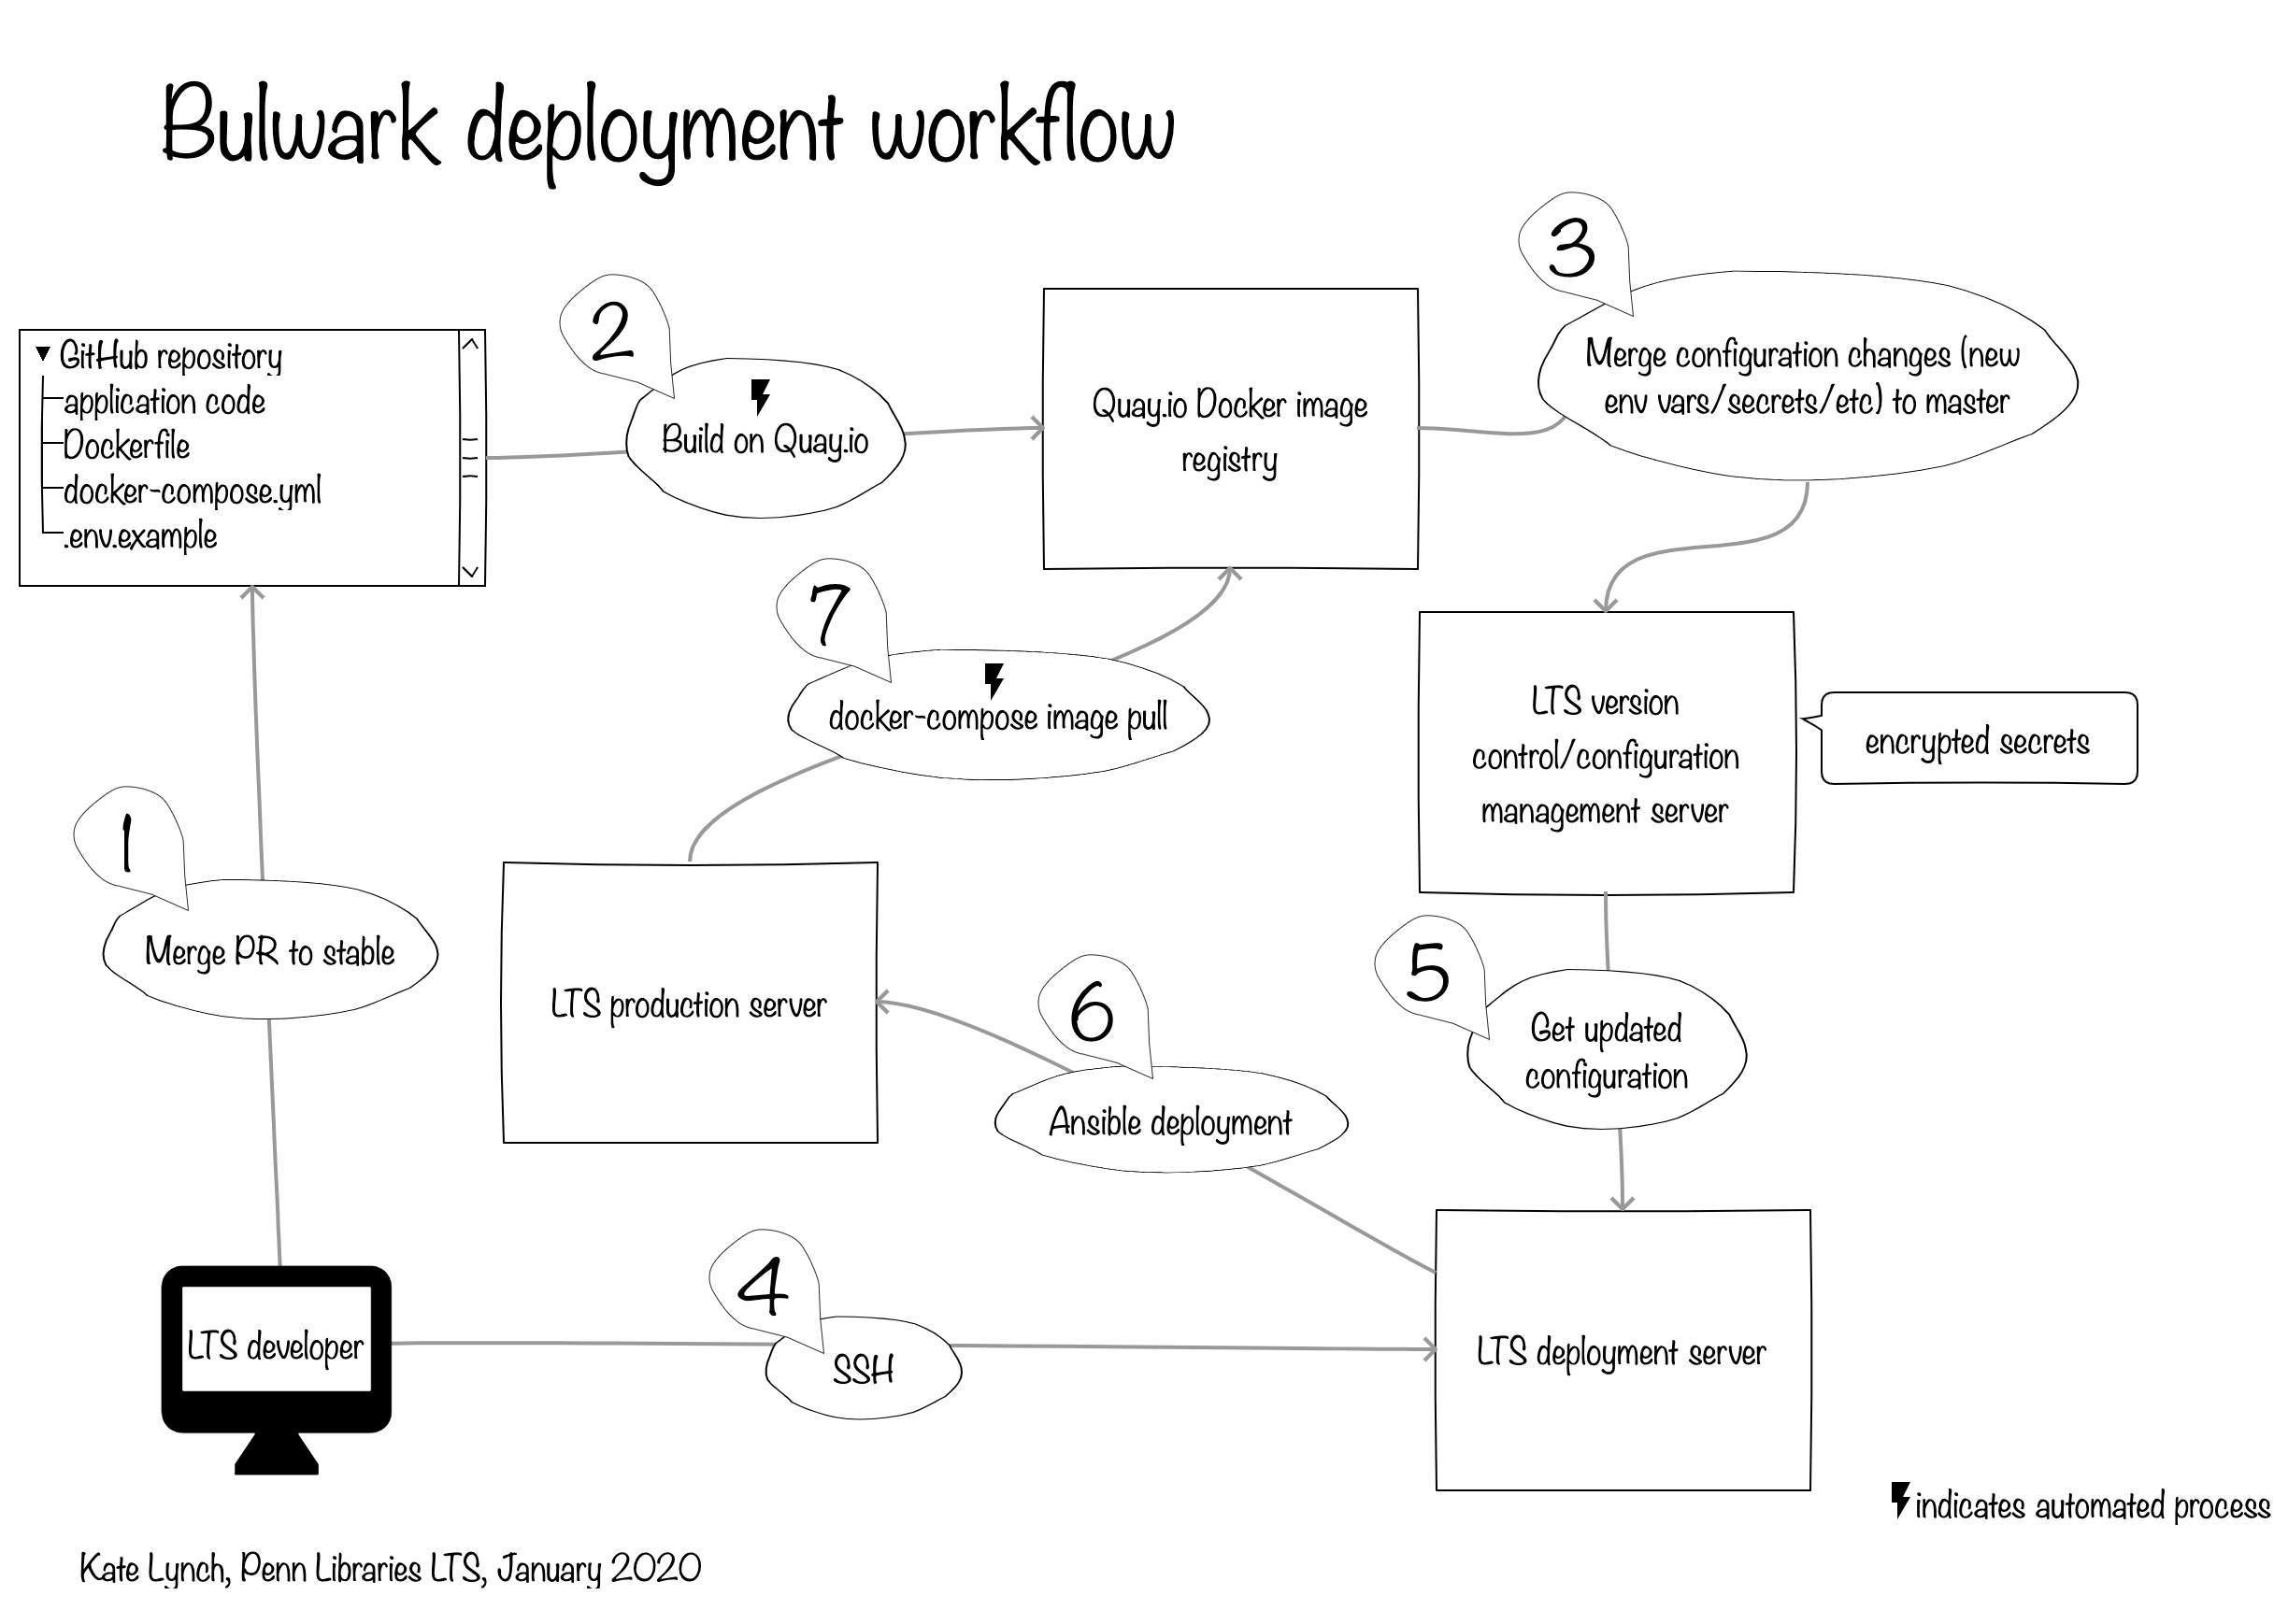 Bulwark deployment workflow
3
2
Merge configuration changes (new
env vars/secrets/etc) to master
▼ GitHub repository
application code
Dockerfile
docker-compose.yml
.env.example
Build on Quay.io
Quay.io Docker image
registry
7
docker-compose image pull
LTS version
control/configuration
management server
encrypted secrets
1
Merge PR to stable
LTS production server
6
Ansible deployment
5
Get updated
configuration
4
SSH
LTS developer
LTS deployment server
indicates automated process
Kate Lynch, Penn Libraries LTS, January 2020